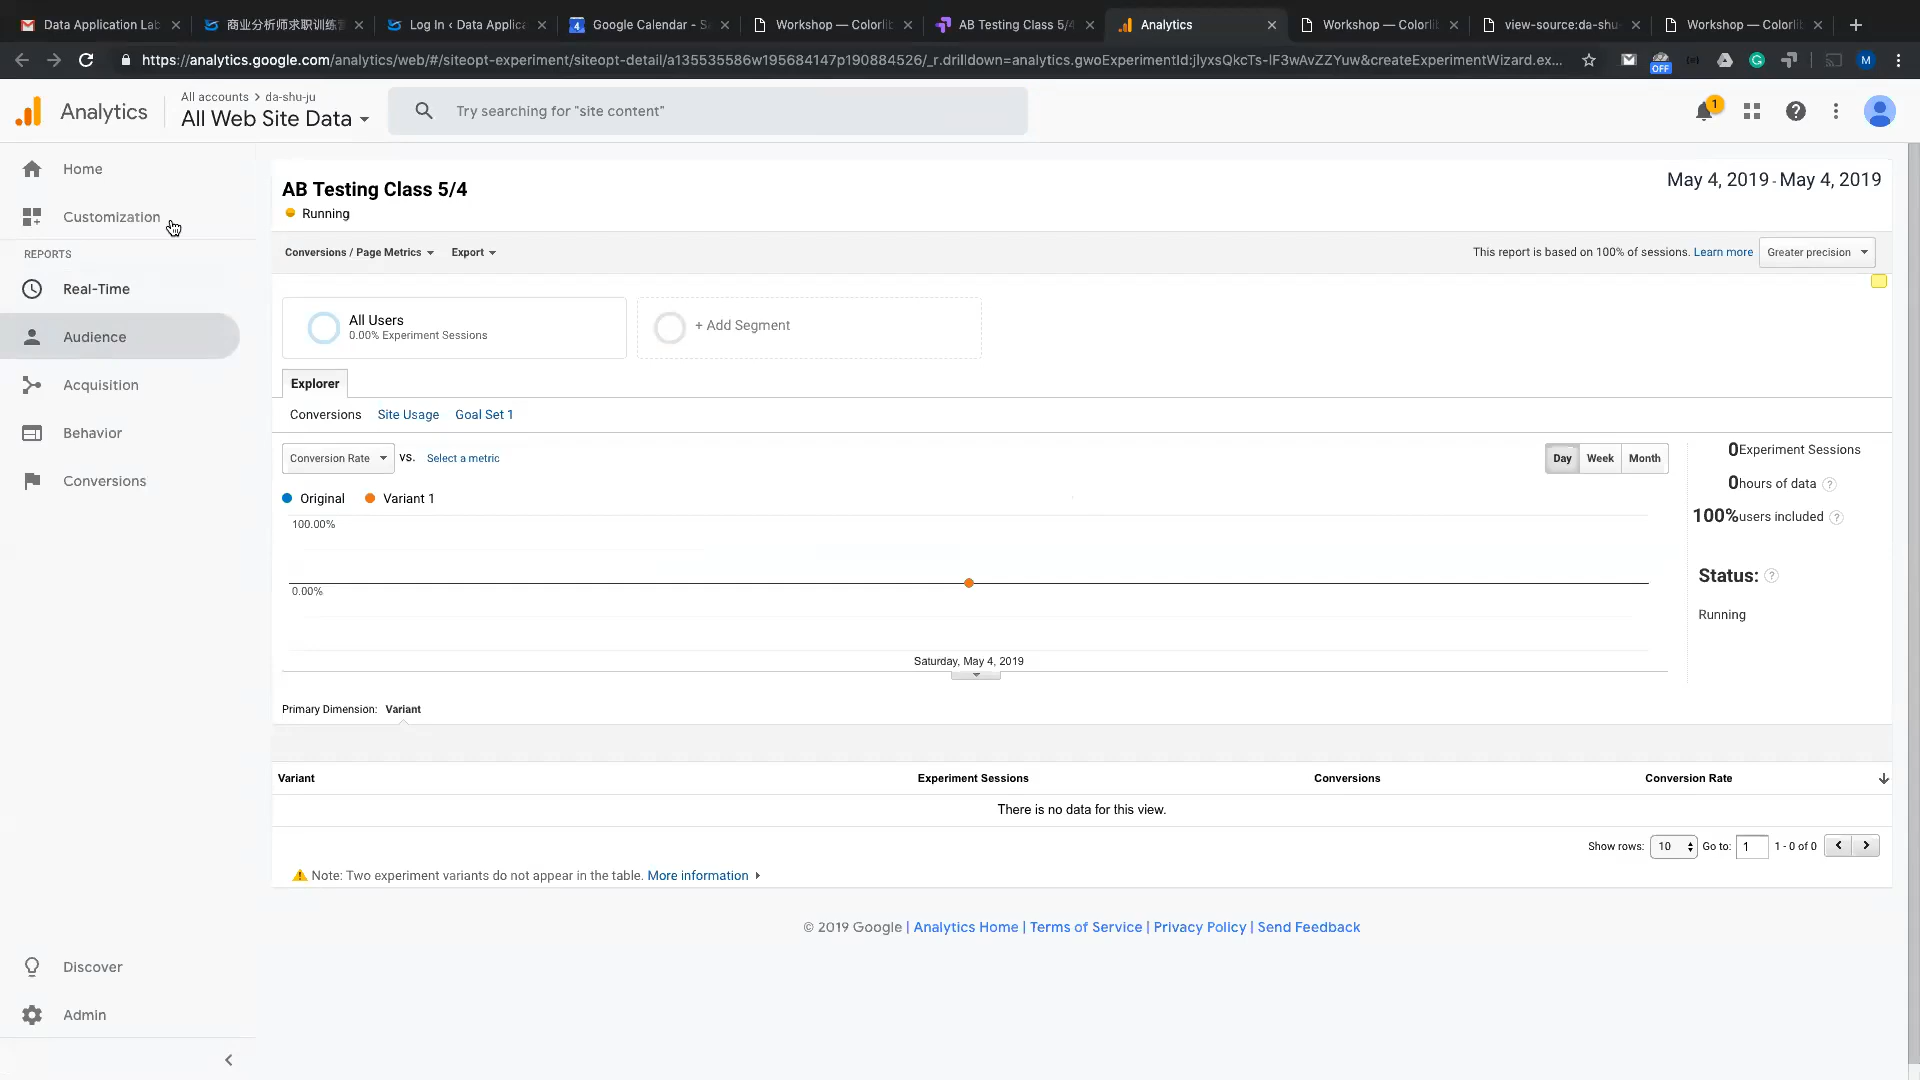 Data Application Lab
商业分析师求职训练营
Log In ‹ Data Applica
Google Calendar - S
Workshop — Colorlib
AB Testing Class 5/4
Analytics
Workshop — Colorlib
view-source:da-shu-
Workshop — Colorlib
https://analytics.google.com/analytics/web/#/siteopt-experiment/siteopt-detail/a135535586w195684147p190884526/_r.drilldown=analytics.gwoExperimentId:jlyxsQkcTs-lF3wAvZZYuw&createExperimentWizard.ex...
OFF
M
Analytics
All accounts > da-shu-ju
All Web Site Data
Try searching for "site content"
1
Home
Customization
REPORTS
Real-Time
Audience
Acquisition
Behavior
Conversions
Discover
Admin
AB Testing Class 5/4
Running
May 4, 2019 - May 4, 2019
Conversions / Page Metrics
Export
This report is based on 100% of sessions. Learn more
Greater precision
All Users
0.00% Experiment Sessions
+ Add Segment
Explorer
Conversions Site Usage Goal Set 1
Conversion Rate VS. Select a metric
Day Week Month
Original Variant 1
100.00%
0.00%
Saturday, May 4, 2019
0 Experiment Sessions
0 hours of data ?
100% users included ?
Status: ?
Running
Primary Dimension: Variant
Variant Experiment Sessions Conversions Conversion Rate
There is no data for this view.
Show rows: 10 Go to: 1 1 - 0 of 0
Note: Two experiment variants do not appear in the table. More information
© 2019 Google | Analytics Home | Terms of Service | Privacy Policy | Send Feedback